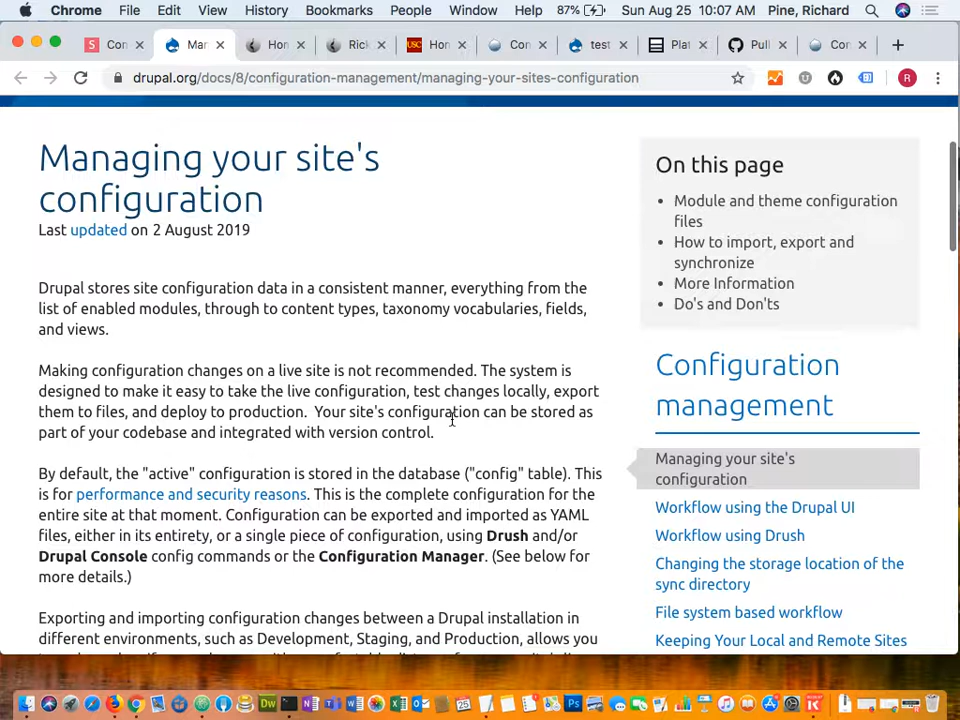 Chrome File Edit View History Bookmarks People Window Help 87% Sun Aug 25 10:07 AM Pine, Richard
Con Mar Hon Rick USC Hon Con test Plat Pull Con
drupal.org/docs/8/configuration-management/managing-your-sites-configuration R
Managing your site's
configuration
Last updated on 2 August 2019
Drupal stores site configuration data in a consistent manner, everything from the
list of enabled modules, through to content types, taxonomy vocabularies, fields,
and views.
Making configuration changes on a live site is not recommended. The system is
designed to make it easy to take the live configuration, test changes locally, export
them to files, and deploy to production. Your site's configuration can be stored as
part of your codebase and integrated with version control.
By default, the "active" configuration is stored in the database ("config" table). This
is for performance and security reasons. This is the complete configuration for the
entire site at that moment. Configuration can be exported and imported as YAML
files, either in its entirety, or a single piece of configuration, using Drush and/or
Drupal Console config commands or the Configuration Manager. (See below for
more details.)
Exporting and importing configuration changes between a Drupal installation in
different environments, such as Development, Staging, and Production, allows you
On this page
• Module and theme configuration
files
• How to import, export and
synchronize
• More Information
• Do's and Don'ts
Configuration
management
Managing your site's
configuration
Workflow using the Drupal UI
Workflow using Drush
Changing the storage location of the
sync directory
File system based workflow
Keeping Your Local and Remote Sites